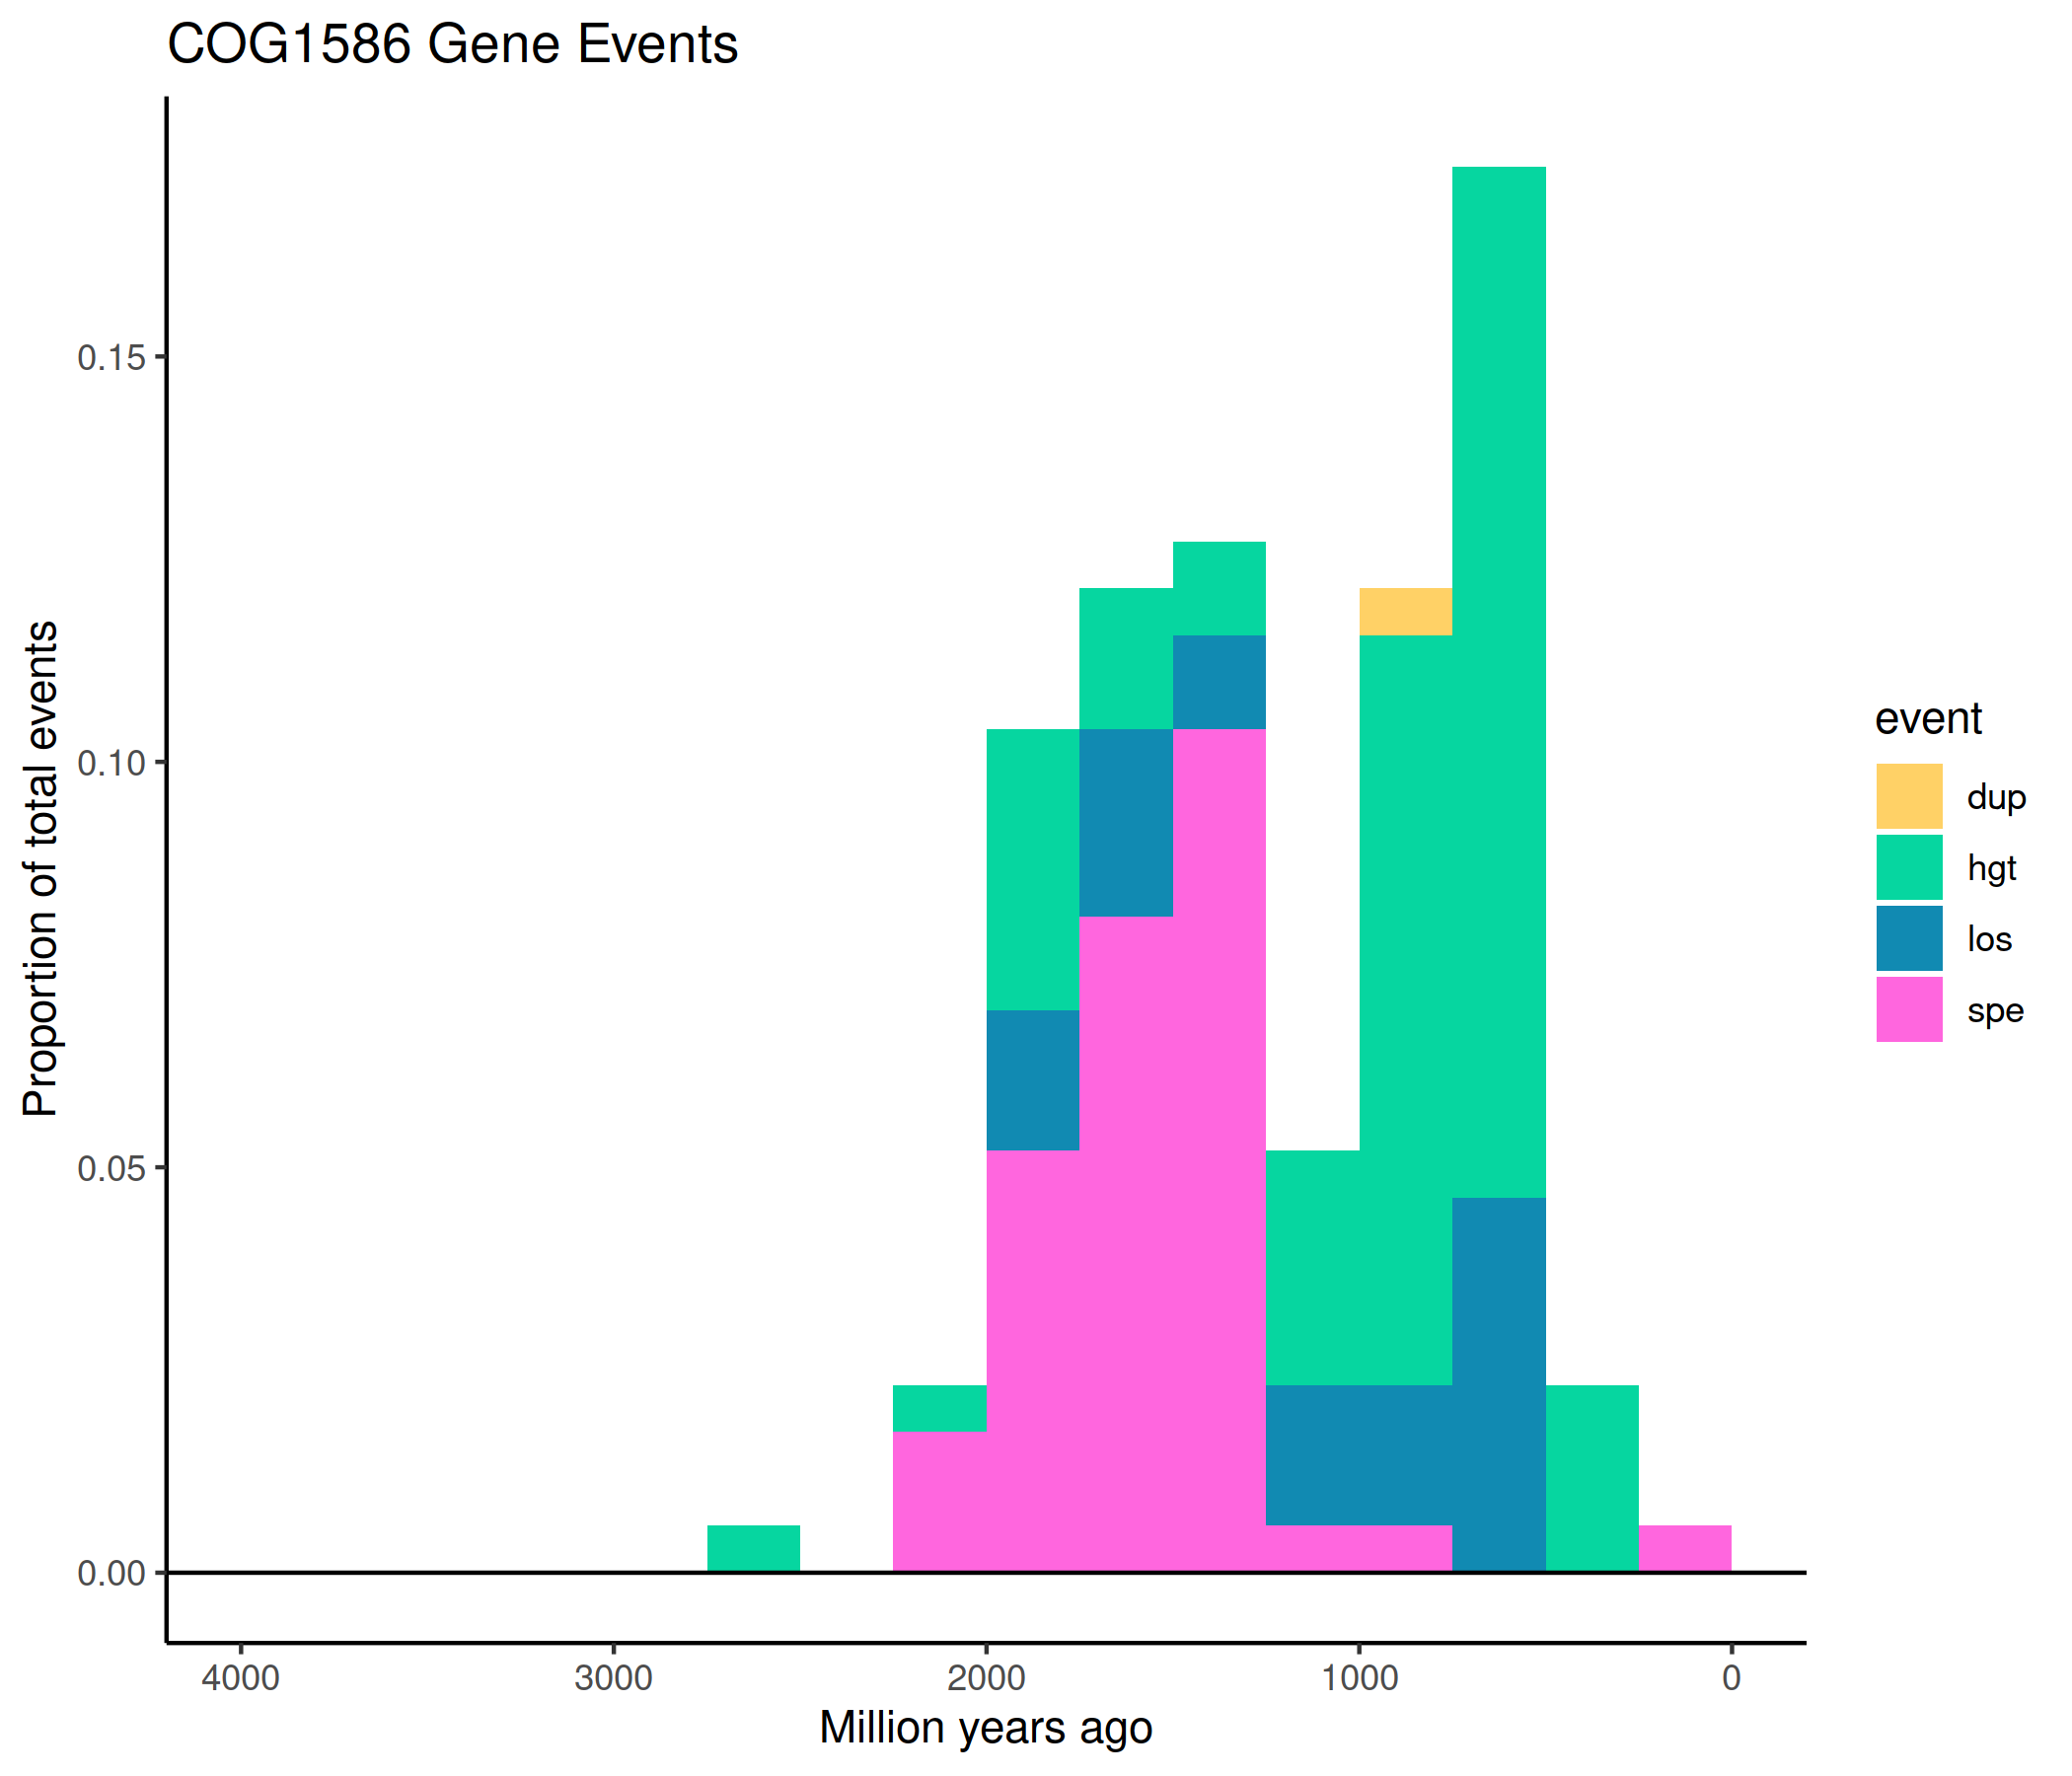 COG1586 Gene Events
Proportion of total events
0.15
0.10
0.05
0.00
4000 3000 2000 1000 0
Million years ago
event
dup
hgt
los
spe